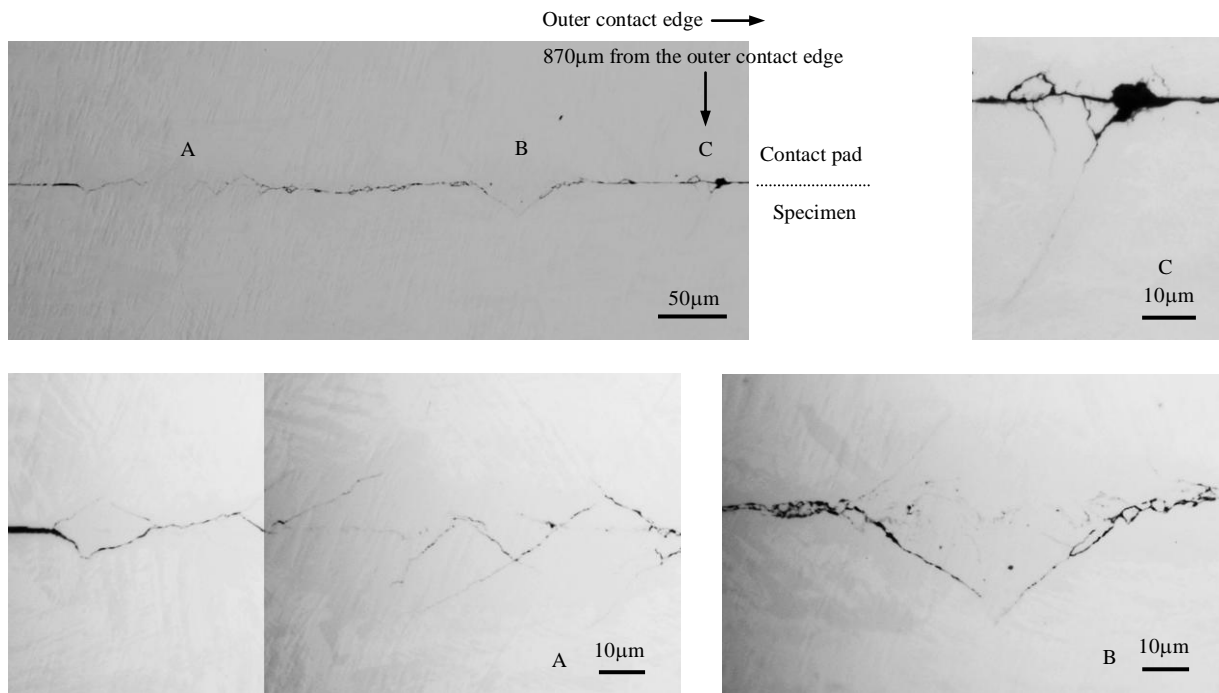 Outer contact edge
870μm from the outer contact edge
A
B
C
Contact pad
Specimen
50μm
C
10μm
A
10μm
B
10μm